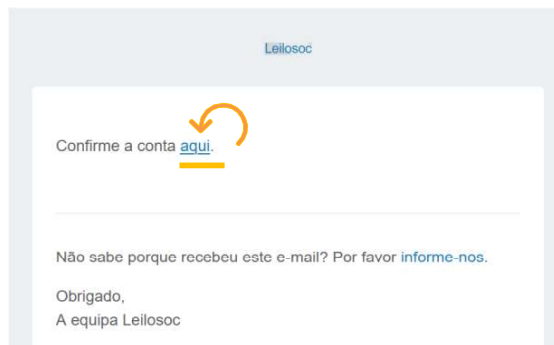 Leilosoc
Confirme a conta aqui.
Não sabe porque recebeu este e-mail? Por favor informe-nos.
Obrigado,
A equipa Leilosoc